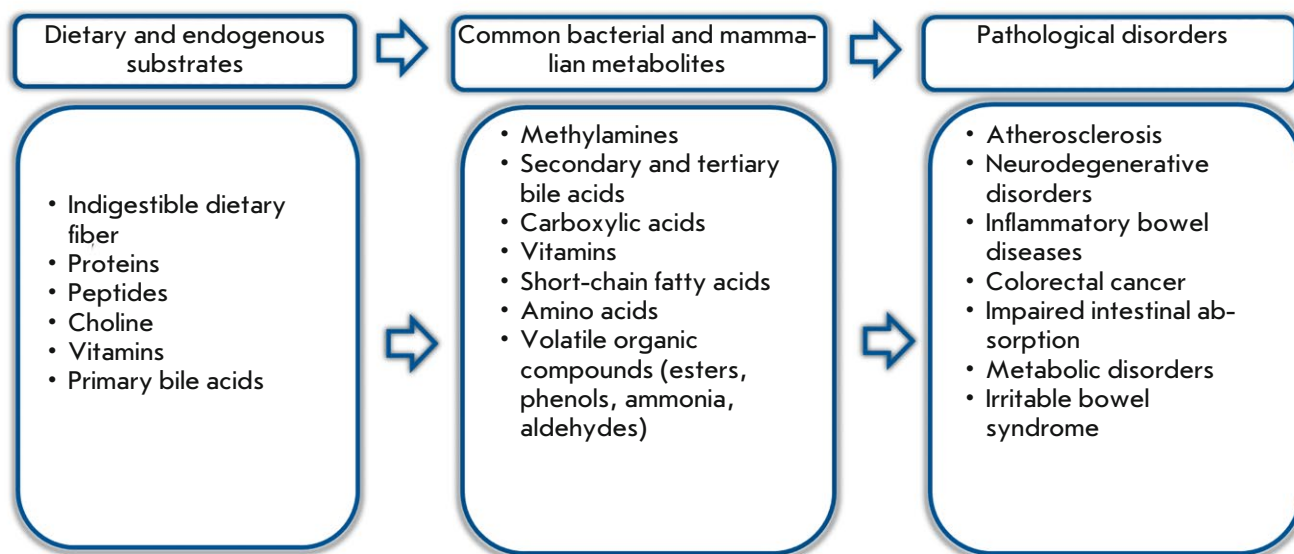 Dietary and endogenous
substrates
Common bacterial and mamma-
lian metabolites
Pathological disorders
• Indigestible dietary
fiber
• Proteins
• Peptides
• Choline
• Vitamins
• Primary bile acids
• Methylamines
• Secondary and tertiary
bile acids
• Carboxylic acids
• Vitamins
• Short-chain fatty acids
• Amino acids
• Volatile organic
compounds (esters,
phenols, ammonia,
aldehydes)
• Atherosclerosis
• Neurodegenerative
disorders
• Inflammatory bowel
diseases
• Colorectal cancer
• Impaired intestinal ab-
sorption
• Metabolic disorders
• Irritable bowel
syndrome